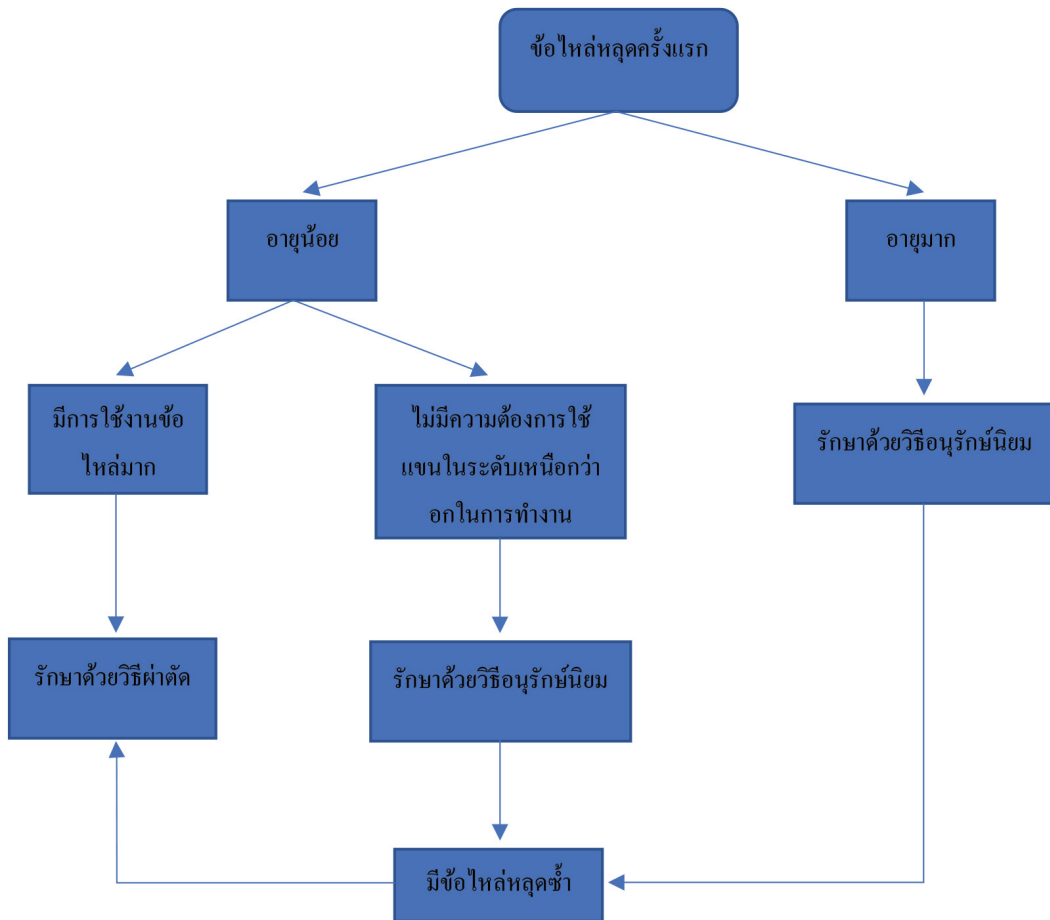 ข้อไหล่หลุดครั้งแรก
อายุน้อย
อายุมาก
มีการใช้งานข้อ
ไหล่มาก
ไม่มีความต้องการใช้
แขนในระดับเหนือกว่า
อกในการทำงาน
รักษาด้วยวิธีอนุรักษ์นิยม
รักษาด้วยวิธีผ่าตัด
รักษาด้วยวิธีอนุรักษ์นิยม
มีข้อไหล่หลุดซ้ำ